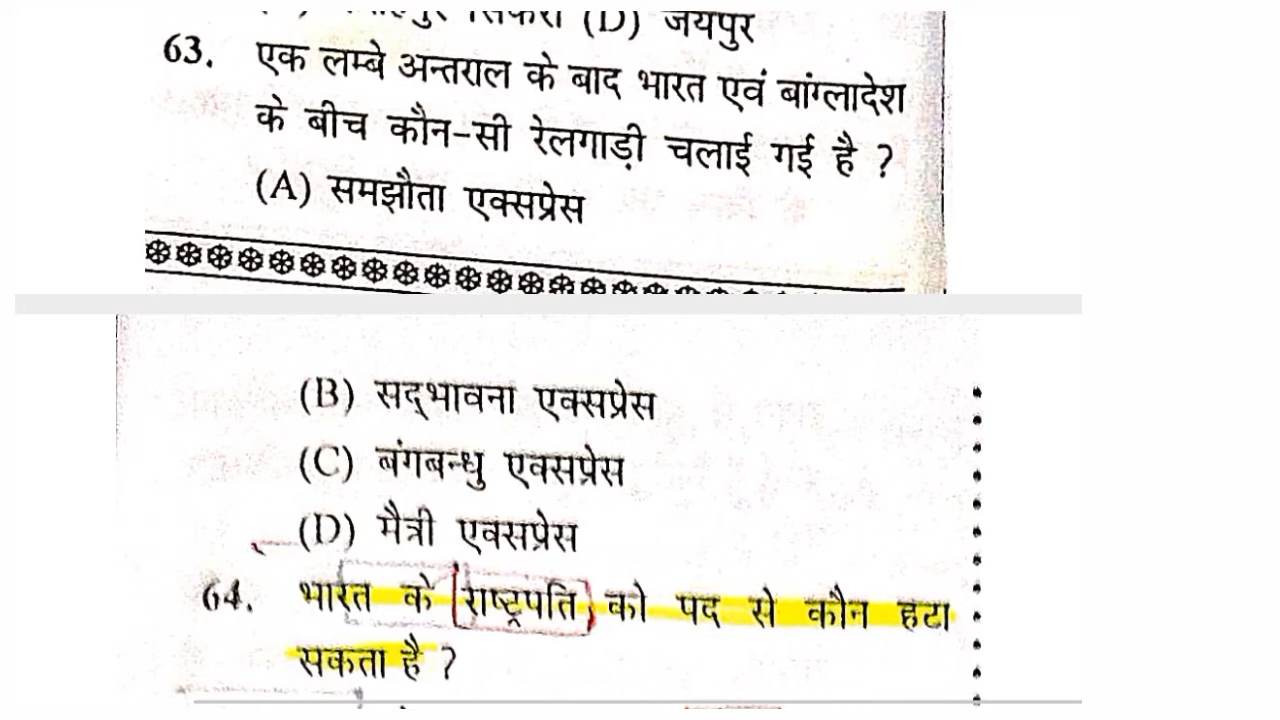 (D) जयपुर
63. एक लम्बे अन्तराल के बाद भारत एवं बांग्लादेश
के बीच कौन-सी रेलगाड़ी चलाई गई है ?
(A) समझौता एक्सप्रेस
(B) सद्‌भावना एक्सप्रेस
(C) बंगबन्धु एक्सप्रेस
(D) मैत्री एक्सप्रेस
64. भारत के राष्ट्रपति को पद से कौन हटा
सकता है ?